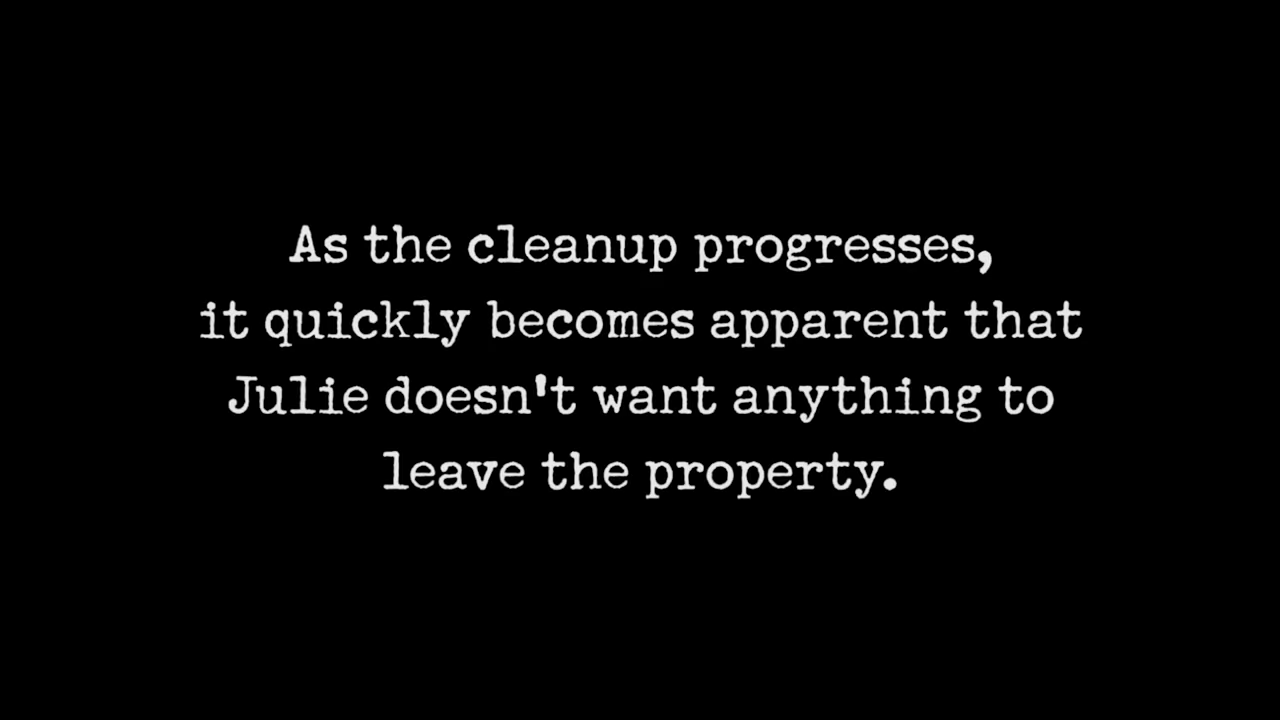 As the cleanup progresses,
it quickly becomes apparent that
Julie doesn't want anything to
leave the property.